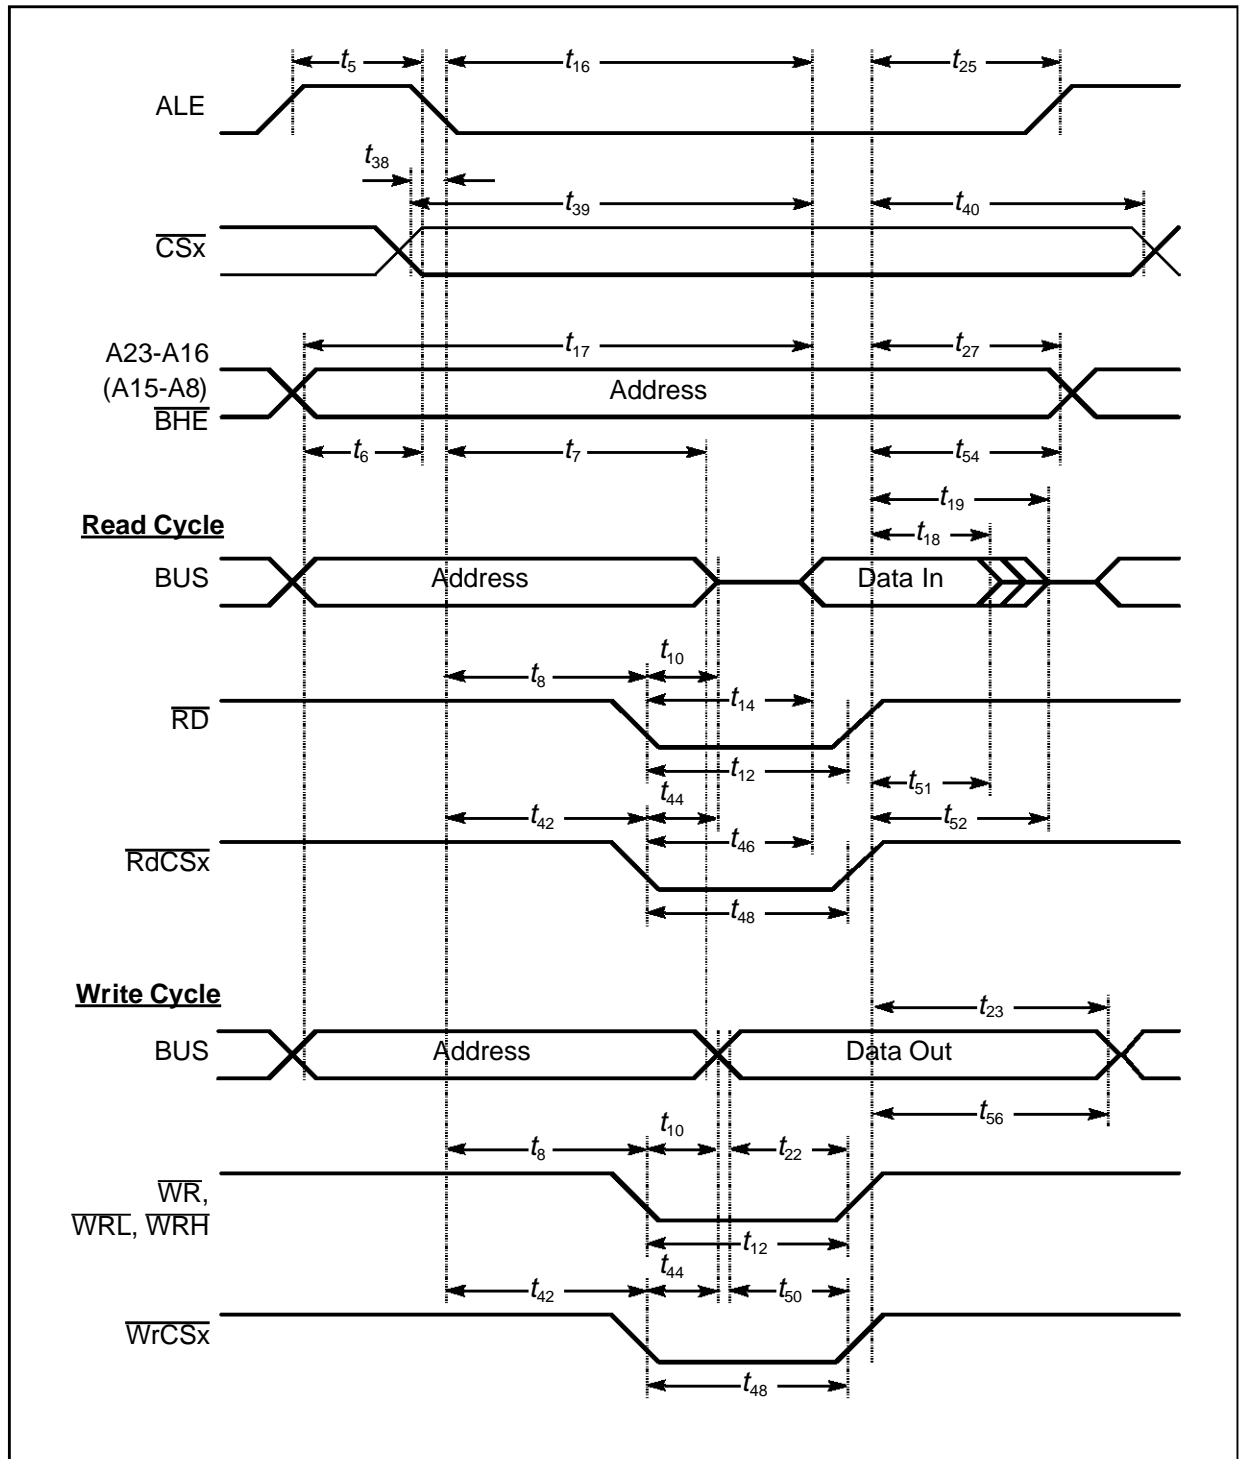 t5 t16 t25
ALE
t38
t39 t40
CSx
t17 t27
A23-A16
(A15-A8)
BHE
Address
t6 t7 t54
t19
Read Cycle
t18
BUS Address Data In
t10
t8
t14
RD
t12
t51
t44
t42 t52
t46
RdCSx
t48
Write Cycle
t23
BUS Address Data Out
t56
t10
t8 t22
WR,
WRL, WRH
t12
t44
t42 t50
WrCSx
t48